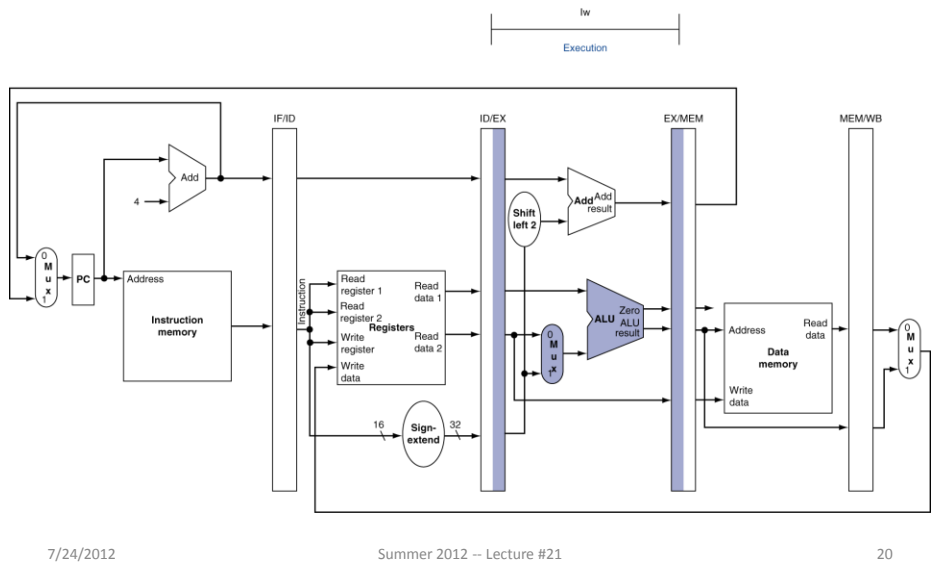 lw
Execution
IF/ID
ID/EX
EX/MEM
MEM/WB
Add
4
Shift
left 2
Add Add
result
0
M
u
x
1
PC
Address
Instruction
memory
Instruction
Read
register 1
Read
register 2
Write
register
Write
data
Registers
Read
data 1
Read
data 2
16
Sign-
extend
32
0
M
u
x
1
ALU
Zero
ALU
result
Address
Write
data
Data
memory
Read
data
0
M
u
x
1
7/24/2012
Summer 2012 -- Lecture #21
20